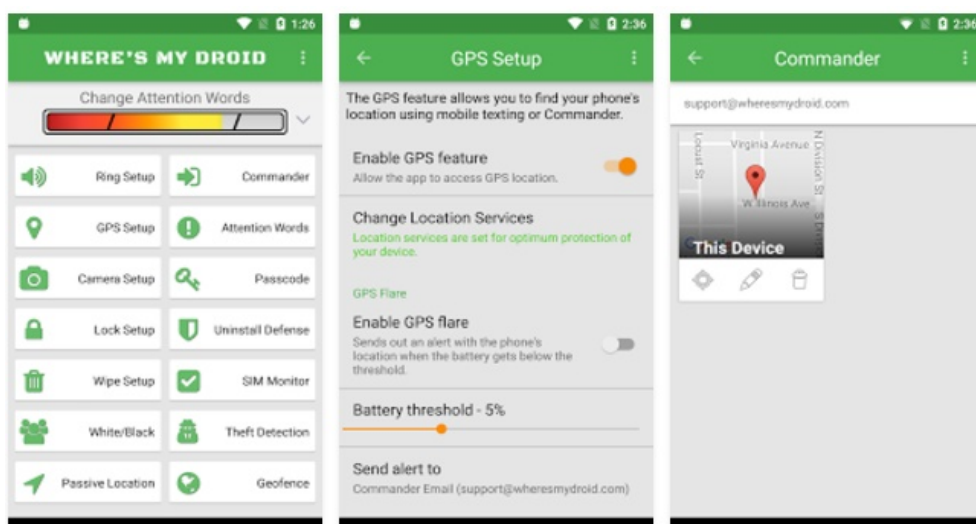 1:26
WHERE'S MY DROID
Change Attention Words
Ring Setup
Commander
GPS Setup
Attention Words
Camera Setup
Passcode
Lock Setup
Uninstall Defense
Wipe Setup
SIM Monitor
White/Black
Theft Detection
Passive Location
Geofence
2:36
GPS Setup
The GPS feature allows you to find your phone's
location using mobile texting or Commander.
Enable GPS feature
Allow the app to access GPS location.
Change Location Services
Location services are set for optimum protection of
your device.
GPS Flare
Enable GPS flare
Sends out an alert with the phone's
location when the battery gets below the
threshold.
Battery threshold - 5%
Send alert to
Commander Email (support@wheresmydroid.com)
2:36
Commander
support@wheresmydroid.com
Locust St
Virginia Avenue
N Division St
W Illinois Ave
S Division
This Device